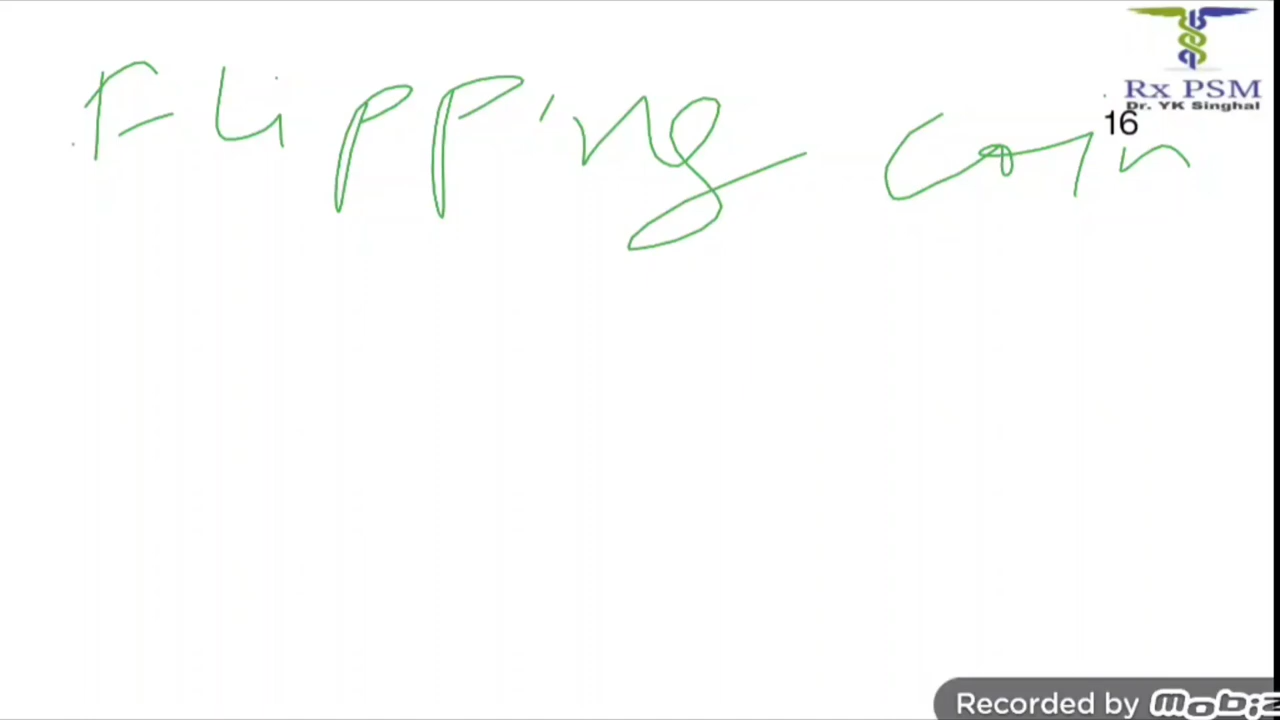 Flipping Coin
Rx PSM
Dr. YK Singhal
16
Recorded by